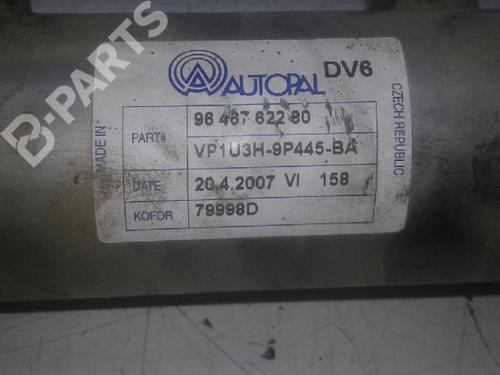 B-PARTS
AUTOPAL DV6
MADE IN
CZECH REPUBLIC
PART#
96 467 622 80
VP1U3H-9P445-BA
DATE 20.4.2007 VI 158
KOFOR 79998D